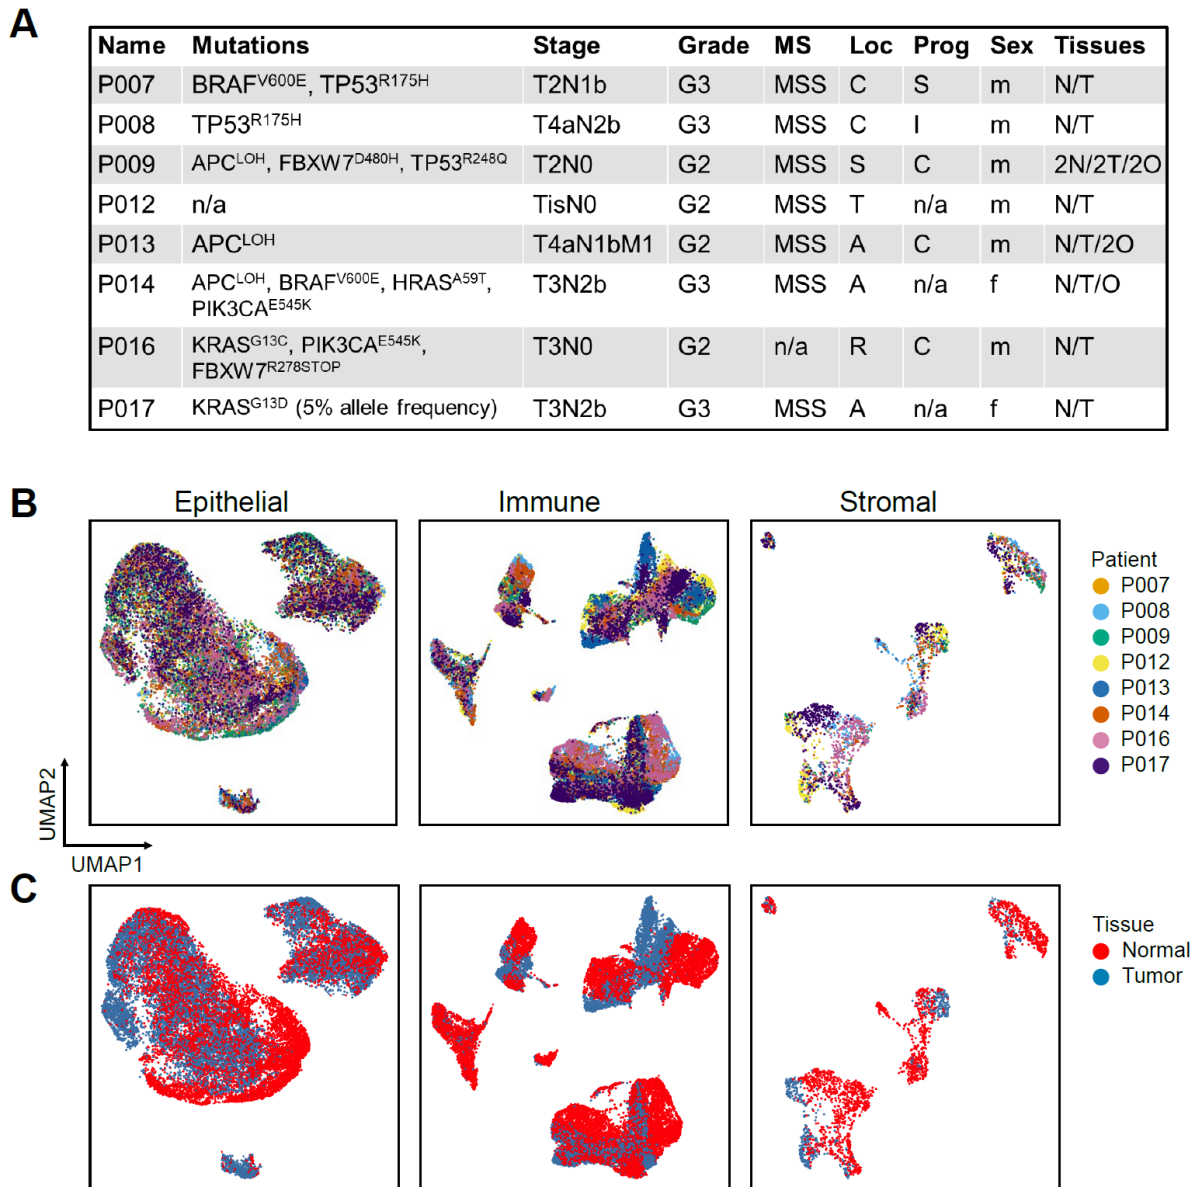 A
Name Mutations Stage Grade MS Loc Prog Sex Tissues
P007 BRAFV600E, TP53R175H T2N1b G3 MSS C S m N/T
P008 TP53R175H T4aN2b G3 MSS C I m N/T
P009 APCLOH, FBXW7D480H, TP53R248Q T2N0 G2 MSS S C m 2N/2T/2O
P012 n/a TisN0 G2 MSS T n/a m N/T
P013 APCLOH T4aN1bM1 G2 MSS A C m N/T/2O
P014 APCLOH, BRAFV600E, HRASA59T, T3N2b G3 MSS A n/a f N/T/O
PIK3CAE545K
P016 KRASG13C, PIK3CAE545K, T3N0 G2 n/a R C m N/T
FBXW7R278STOP
P017 KRASG13D (5% allele frequency) T3N2b G3 MSS A n/a f N/T
B
Epithelial Immune Stromal
Patient
P007
P008
P009
P012
P013
P014
P016
P017
UMAP2
UMAP1
C
Tissue
Normal
Tumor